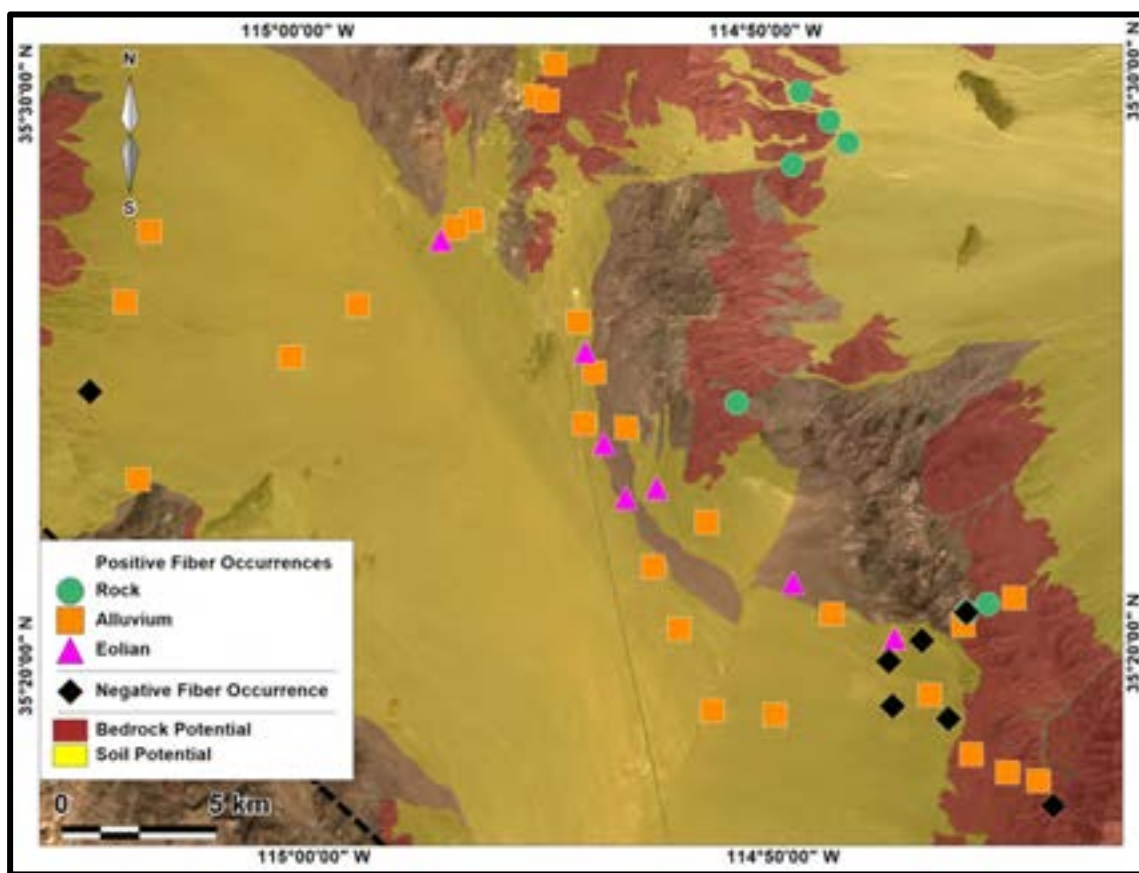 115°00'00" W
114°50'00" W
35°30'00" N
35°30'00" N
N
S
Positive Fiber Occurrences
Rock
Alluvium
Eolian
Negative Fiber Occurrence
Bedrock Potential
Soil Potential
0
5 km
35°20'00" N
35°20'00" N
115°00'00" W
114°50'00" W